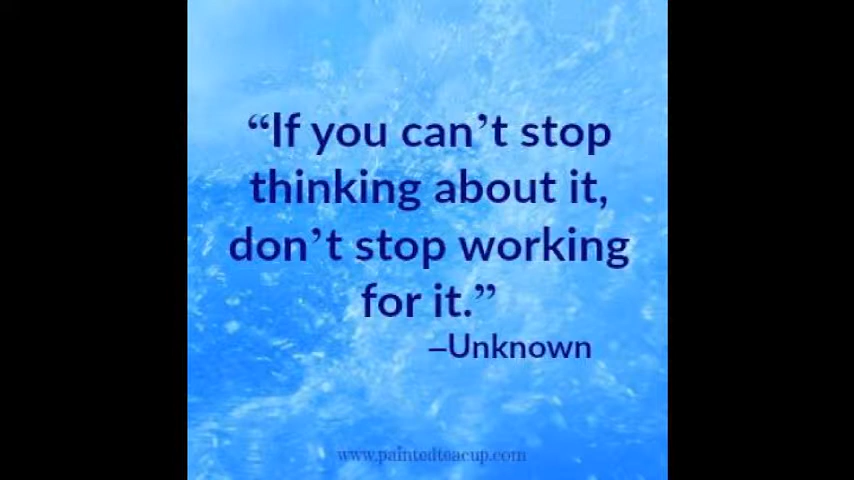 “If you can’t stop
thinking about it,
don’t stop working
for it.”
–Unknown
www.paintedteacup.com